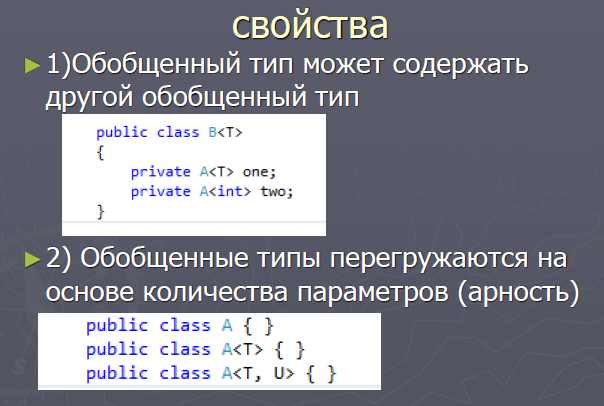 свойства
1)Обобщенный тип может содержать
другой обобщенный тип
public class B<T>
{
    private A<T> one;
    private A<int> two;
}
2) Обобщенные типы перегружаются на
основе количества параметров (арность)
public class A { }
public class A<T> { }
public class A<T, U> { }